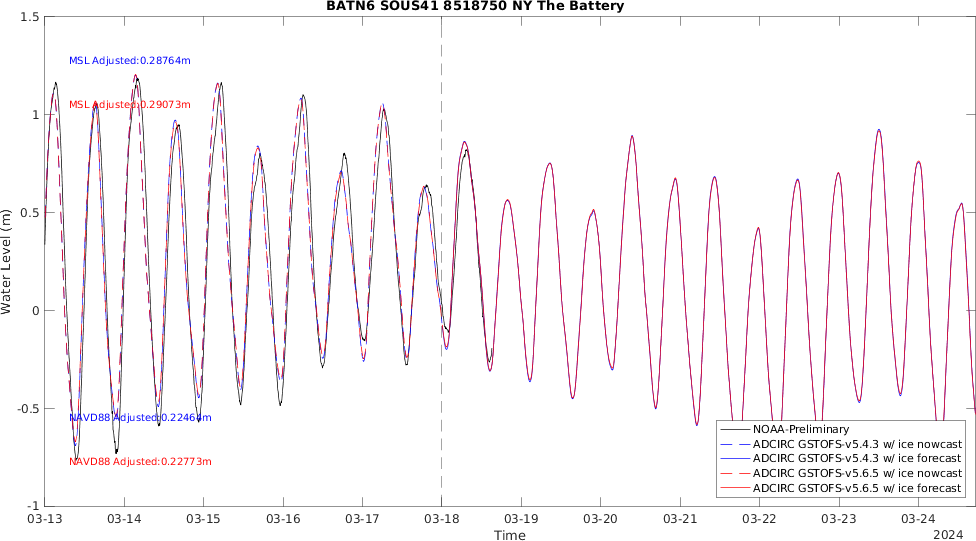 BATN6 SOUS41 8518750 NY The Battery
1.5
1
0.5
0
-0.5
-1
Water Level (m)
MSL Adjusted:0.28764m
MSL Adjusted:0.29073m
NAVD88 Adjusted:0.22464m
NAVD88 Adjusted:0.22773m
NOAA-Preliminary
ADCIRC GSTOFS-v5.4.3 w/ ice nowcast
ADCIRC GSTOFS-v5.4.3 w/ ice forecast
ADCIRC GSTOFS-v5.6.5 w/ ice nowcast
ADCIRC GSTOFS-v5.6.5 w/ ice forecast
03-13 03-14 03-15 03-16 03-17 03-18 03-19 03-20 03-21 03-22 03-23 03-24
Time
2024